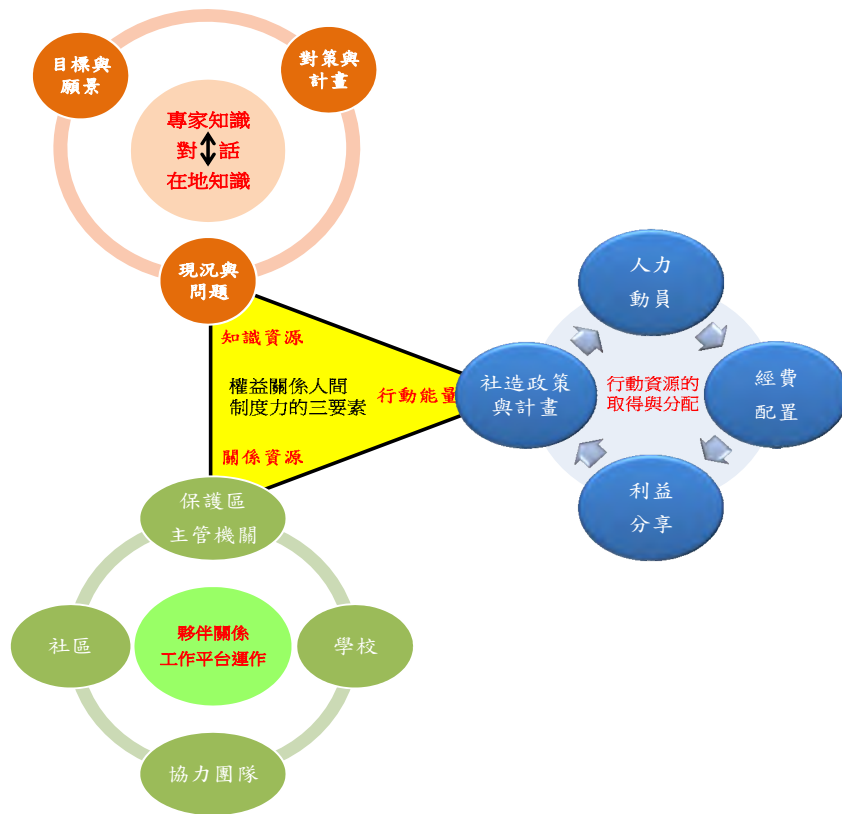 目標與
願景
對策與
計畫
專家知識
對 話
在地知識
現況與
問題
知識資源
權益關係人間
制度力的三要素
行動能量
關係資源
人力
動員
社造政策
與計畫
行動資源的
取得與分配
經費
配置
利益
分享
保護區
主管機關
社區
夥伴關係
工作平台運作
學校
協力團隊